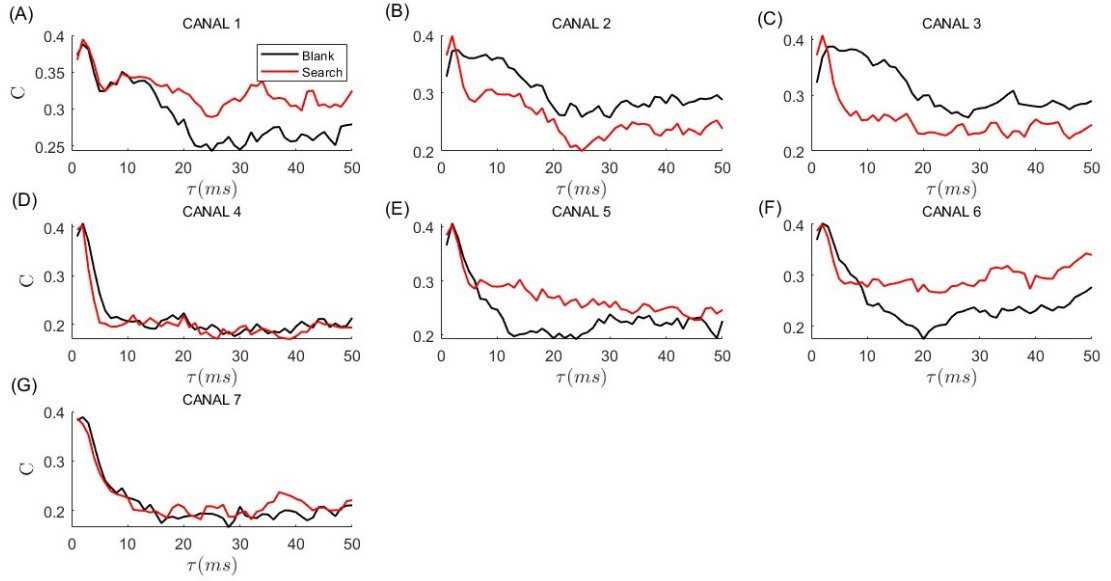 (A)
CANAL 1
0.4
0.35
0.3
0.25
C
0 10 20 30 40 50
τ(ms)
Blank
Search
(B)
CANAL 2
0.4
0.3
0.2
0 10 20 30 40 50
τ(ms)
(C)
CANAL 3
0.4
0.3
0.2
0 10 20 30 40 50
τ(ms)
(D)
CANAL 4
0.4
0.3
0.2
C
0 10 20 30 40 50
τ(ms)
(E)
CANAL 5
0.4
0.3
0.2
0 10 20 30 40 50
τ(ms)
(F)
CANAL 6
0.4
0.3
0.2
0 10 20 30 40 50
τ(ms)
(G)
CANAL 7
0.4
0.3
0.2
C
0 10 20 30 40 50
τ(ms)